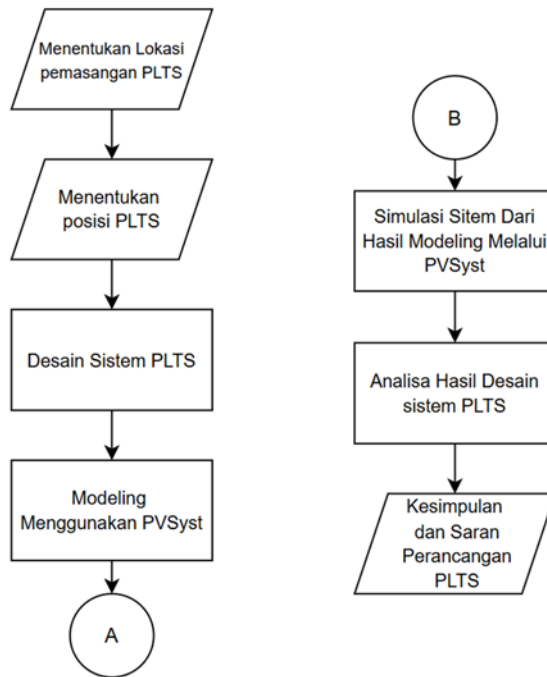 Menentukan Lokasi
pemasangan PLTS
Menentukan
posisi PLTS
Desain Sistem PLTS
Modeling
Menggunakan PVSyst
A
B
Simulasi Sitem Dari
Hasil Modeling Melalui
PVSyst
Analisa Hasil Desain
sistem PLTS
Kesimpulan
dan Saran
Perancangan
PLTS